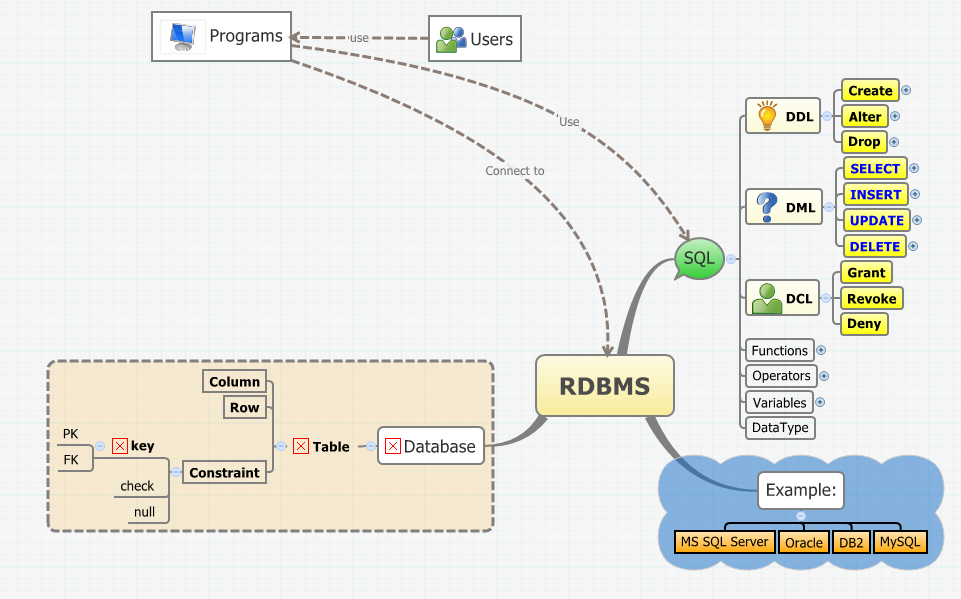 Programs
use
Users
Use
Connect to
SQL
DDL
Create
Alter
Drop
DML
SELECT
INSERT
UPDATE
DELETE
DCL
Grant
Revoke
Deny
Functions
Operators
Variables
DataType
RDBMS
Column
Row
Table
Database
PK
FK
key
Constraint
check
null
Example:
MS SQL Server
Oracle
DB2
MySQL